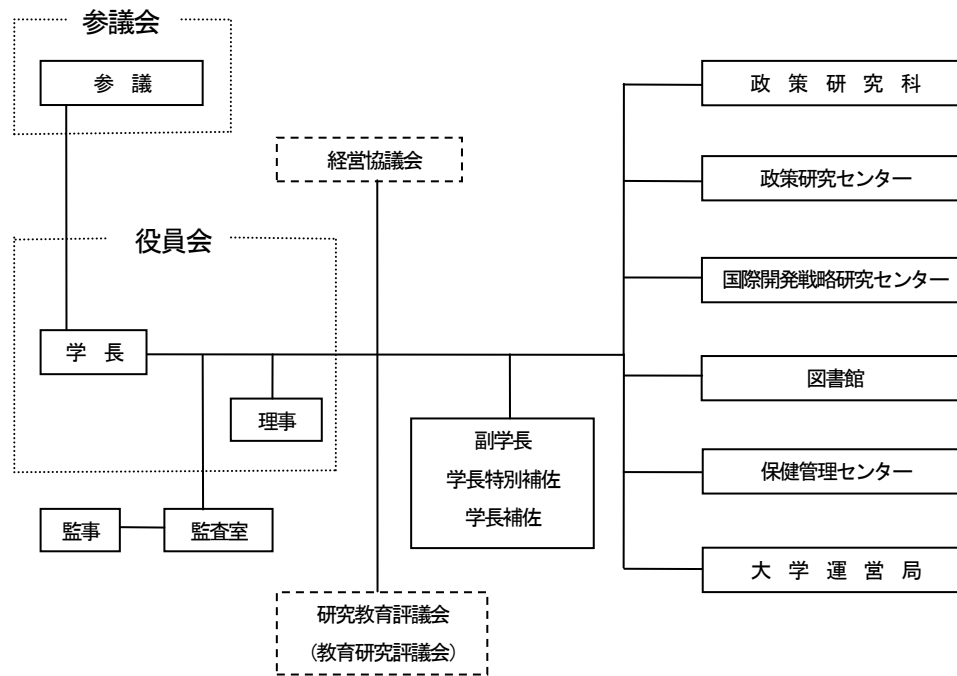 参議会
参　議
経営協議会
役員会
学　長
理事
監事
監査室
副学長
学長特別補佐
学長補佐
研究教育評議会
（教育研究評議会）
政　策　研　究　科
政策研究センター
国際開発戦略研究センター
図書館
保健管理センター
大　学　運　営　局